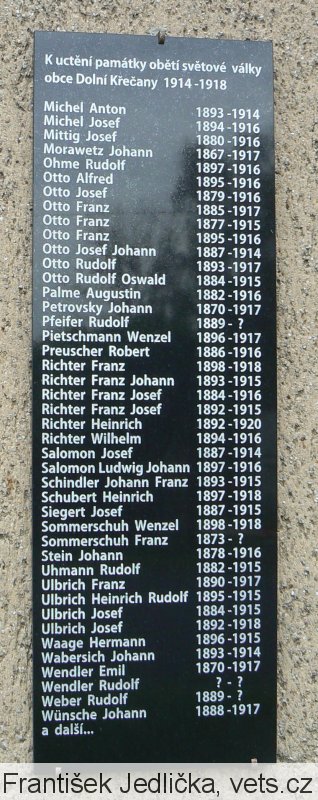 K uctění památky obětí světové války
obce Dolní Křečany 1914 -1918
Michel Anton 1893 -1914
Michel Josef 1894 -1916
Mittig Josef 1880 -1916
Morawetz Johann 1867 -1917
Ohme Rudolf 1897 -1916
Otto Alfred 1895 -1916
Otto Josef 1879 -1916
Otto Franz 1885 -1917
Otto Franz 1877 -1915
Otto Franz 1895 -1916
Otto Josef Johann 1887 -1914
Otto Rudolf 1893 -1917
Otto Rudolf Oswald 1884 -1915
Palme Augustin 1882 -1916
Petrovsky Johann 1870 -1917
Pfeifer Rudolf 1889 - ?
Pietschmann Wenzel 1896 -1917
Preuscher Robert 1886 -1916
Richter Franz 1898 -1918
Richter Franz Johann 1893 -1915
Richter Franz Josef 1884 -1916
Richter Franz Josef 1892 -1915
Richter Heinrich 1892 -1920
Richter Wilhelm 1894 -1916
Salomon Josef 1887 -1914
Salomon Ludwig Johann 1897 -1916
Schindler Johann Franz 1893 -1915
Schubert Heinrich 1897 -1918
Siegert Josef 1887 -1915
Sommerschuh Wenzel 1898 -1918
Sommerschuh Franz 1873 - ?
Stein Johann 1878 -1916
Uhmann Rudolf 1882 -1915
Ulbrich Franz 1890 -1917
Ulbrich Heinrich Rudolf 1895 -1915
Ulbrich Josef 1884 -1915
Ulbrich Josef 1892 -1918
Waage Hermann 1896 -1915
Wabersich Johann 1893 -1914
Wendler Emil 1870 -1917
Wendler Rudolf ? - ?
Weber Rudolf 1889 - ?
Wünsche Johann 1888 -1917
a další...
František Jedlička, vets.cz